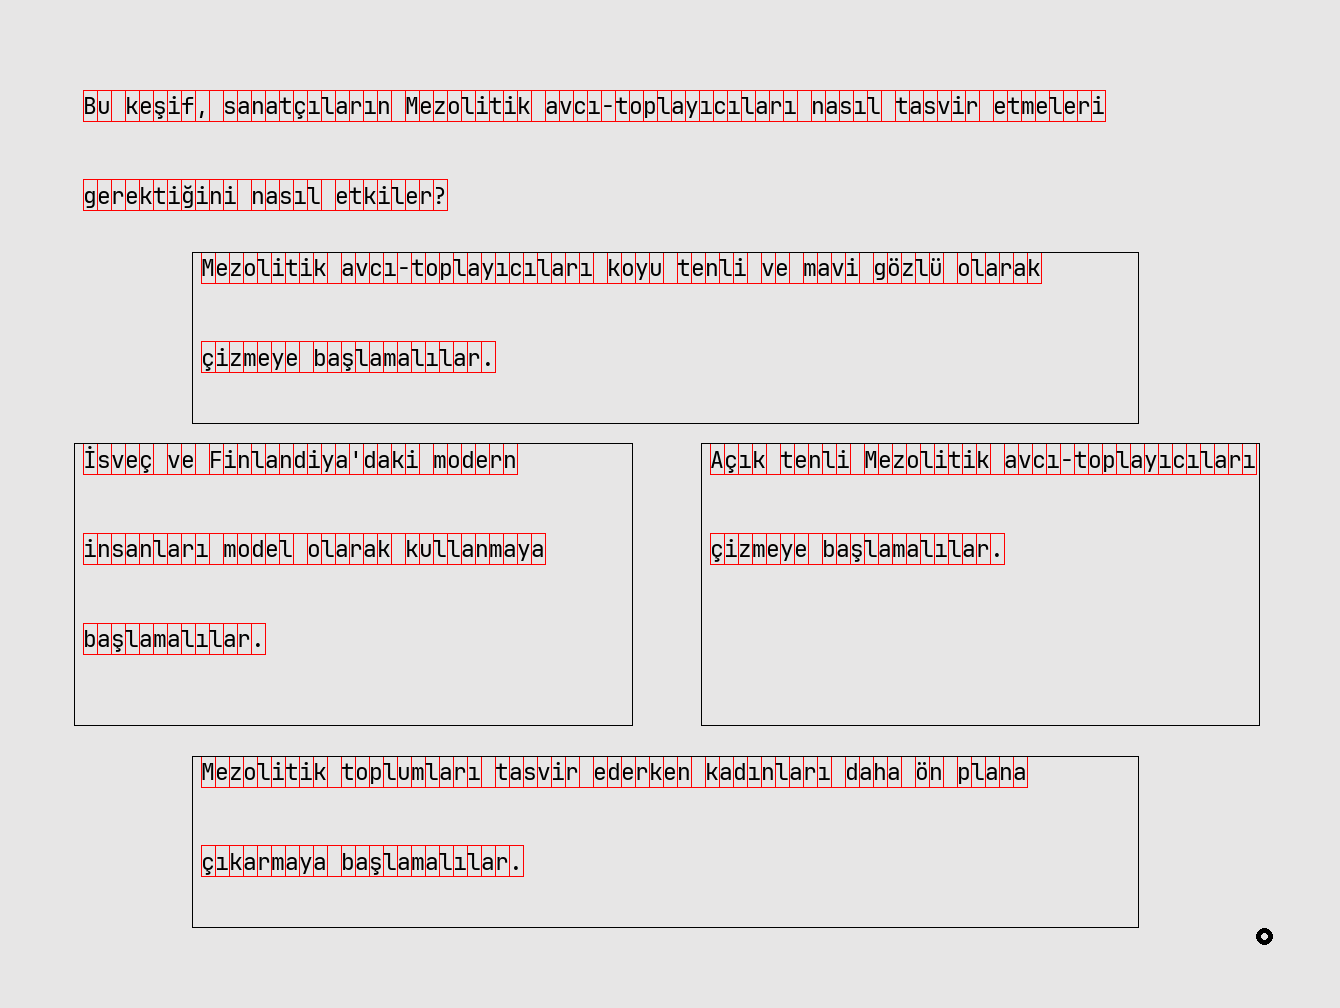 Bu keşif, sanatçıların Mezolitik avcı-toplayıcıları nasıl tasvir etmeleri
gerektiğini nasıl etkiler?
Mezolitik avcı-toplayıcıları koyu tenli ve mavi gözlü olarak
çizmeye başlamalılar.
İsveç ve Finlandiya'daki modern
insanları model olarak kullanmaya
başlamalılar.
Açık tenli Mezolitik avcı-toplayıcıları
çizmeye başlamalılar.
Mezolitik toplumları tasvir ederken kadınları daha ön plana
çıkarmaya başlamalılar.